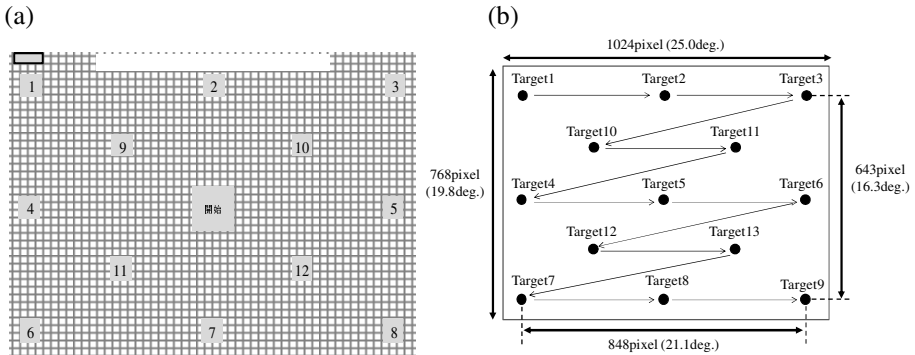 (a)
1
2
3
9
10
4
開始
5
11
12
6
7
8
(b)
1024pixel (25.0deg.)
Target1
Target2
Target3
Target10
Target11
768pixel
(19.8deg.)
643pixel
(16.3deg.)
Target4
Target5
Target6
Target12
Target13
Target7
Target8
Target9
848pixel (21.1deg.)